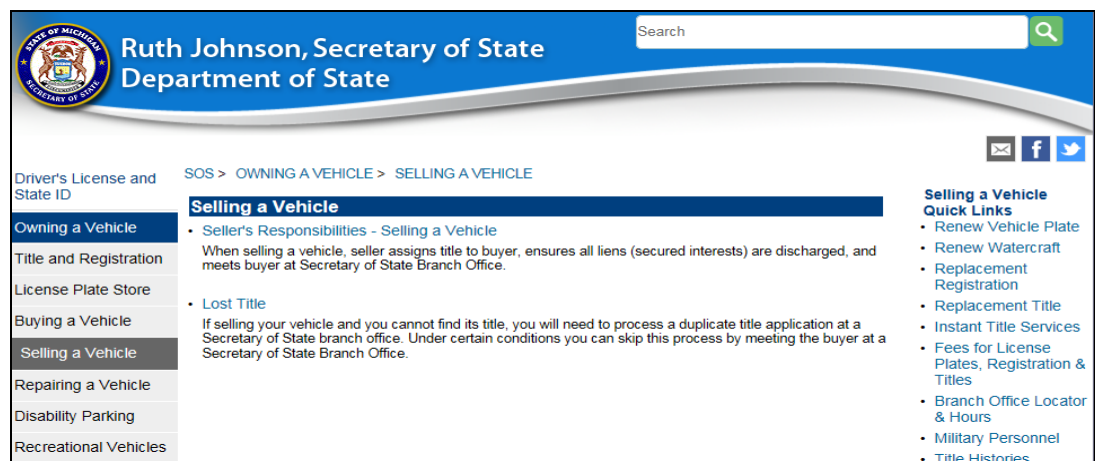 STATE OF MICHIGAN
SECRETARY OF STATE
Ruth Johnson, Secretary of State
Department of State
Search
f
Driver's License and
State ID
Owning a Vehicle
Title and Registration
License Plate Store
Buying a Vehicle
Selling a Vehicle
Repairing a Vehicle
Disability Parking
Recreational Vehicles
SOS > OWNING A VEHICLE > SELLING A VEHICLE
Selling a Vehicle
• Seller's Responsibilities - Selling a Vehicle
When selling a vehicle, seller assigns title to buyer, ensures all liens (secured interests) are discharged, and
meets buyer at Secretary of State Branch Office.
• Lost Title
If selling your vehicle and you cannot find its title, you will need to process a duplicate title application at a
Secretary of State branch office. Under certain conditions you can skip this process by meeting the buyer at a
Secretary of State Branch Office.
Selling a Vehicle
Quick Links
• Renew Vehicle Plate
• Renew Watercraft
• Replacement
Registration
• Replacement Title
• Instant Title Services
• Fees for License
Plates, Registration &
Titles
• Branch Office Locator
& Hours
• Military Personnel
• Title Histories